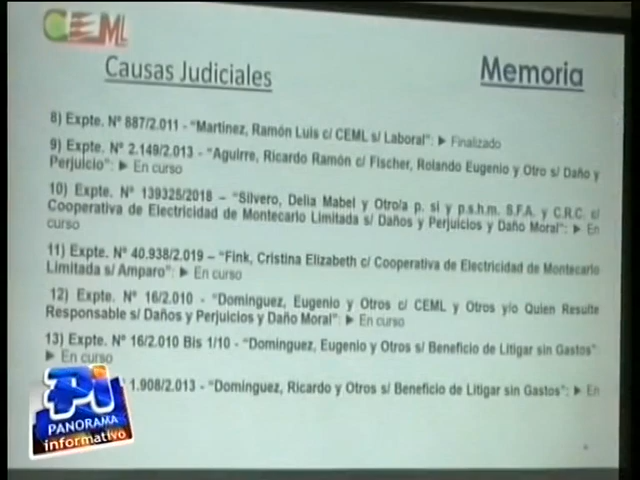 CEML
Causas Judiciales
Memoria
8) Expte. Nº 887/2.011 - “Martinez, Ramón Luis c/ CEML s/ Laboral”: ► Finalizado
9) Expte. Nº 2.149/2.013 - “Aguirre, Ricardo Ramón c/ Fischer, Rolando Eugenio y Otro s/ Daño y
Perjuicio”: ► En curso
10) Expte. Nº 139325/2018 – “Silvero, Delia Mabel y Otro/a p. si y p.s.h.m. S.F.A. y C.R.C. c/
Cooperativa de Electricidad de Montecarlo Limitada s/ Daños y Perjuicios y Daño Moral”: ► En
curso
11) Expte. Nº 40.938/2.019 – “Fink, Cristina Elizabeth c/ Cooperativa de Electricidad de Montecarlo
Limitada s/ Amparo”: ► En curso
12) Expte. Nº 16/2.010 - “Dominguez, Eugenio y Otros c/ CEML y Otros y/o Quien Resulte
Responsable s/ Daños y Perjuicios y Daño Moral”: ► En curso
13) Expte. Nº 16/2.010 Bis 1/10 - “Dominguez, Eugenio y Otros s/ Beneficio de Litigar sin Gastos”
► En curso
1.908/2.013 - “Dominguez, Ricardo y Otros s/ Beneficio de Litigar sin Gastos”: ► En
Pi
PANORAMA
informativo